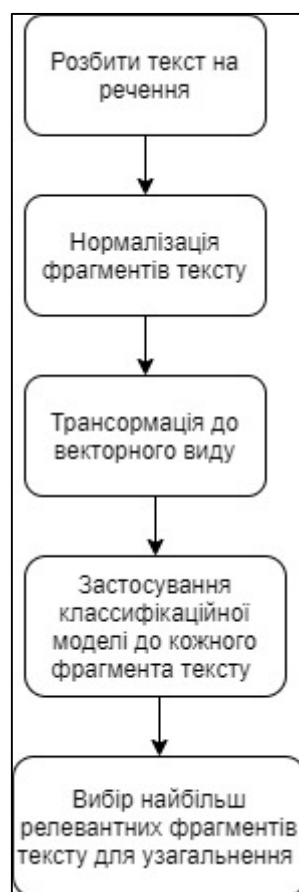 Розбити текст на
речення
Нормалізація
фрагментів тексту
Трансормація до
векторного виду
Застосування
классифікаційної
моделі до кожного
фрагмента тексту
Вибір найбільш
релевантних фрагментів
тексту для узагальнення